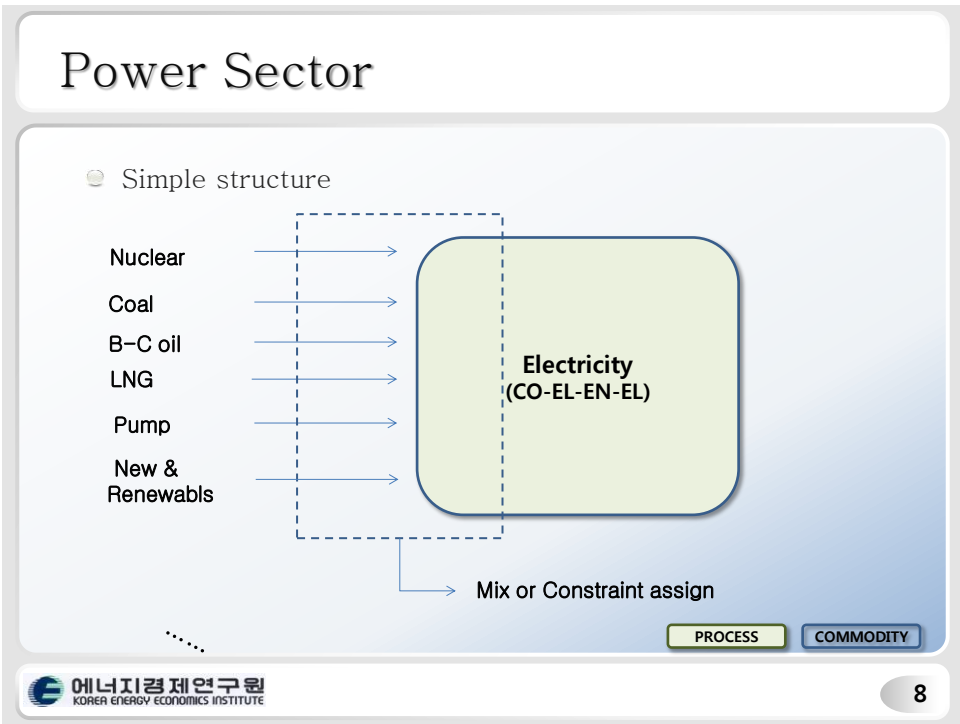 Power Sector
Simple structure
Nuclear
Coal
B-C oil
LNG
Pump
New &
Renewabls
Electricity
(CO-EL-EN-EL)
Mix or Constraint assign
PROCESS
COMMODITY
에너지경제연구원
KOREA ENERGY ECONOMICS INSTITUTE
8